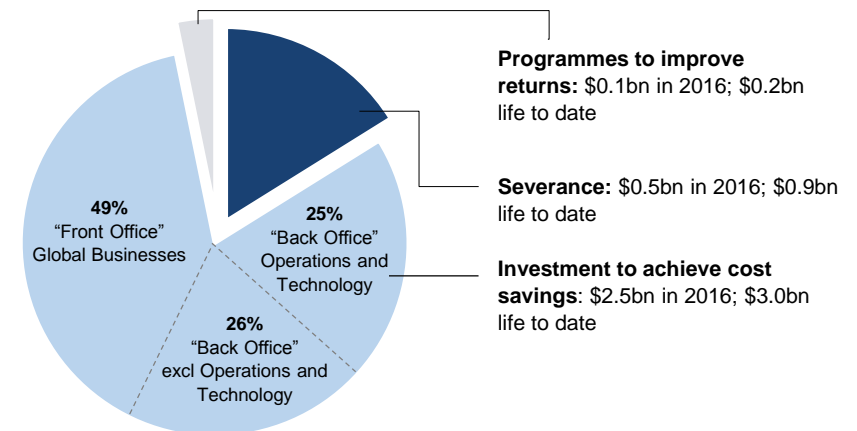 Programmes to improve
returns: $0.1bn in 2016; $0.2bn
life to date
Severance: $0.5bn in 2016; $0.9bn
life to date
Investment to achieve cost
savings: $2.5bn in 2016; $3.0bn
life to date
49%
“Front Office”
Global Businesses
25%
“Back Office”
Operations and
Technology
26%
“Back Office”
excl Operations and
Technology